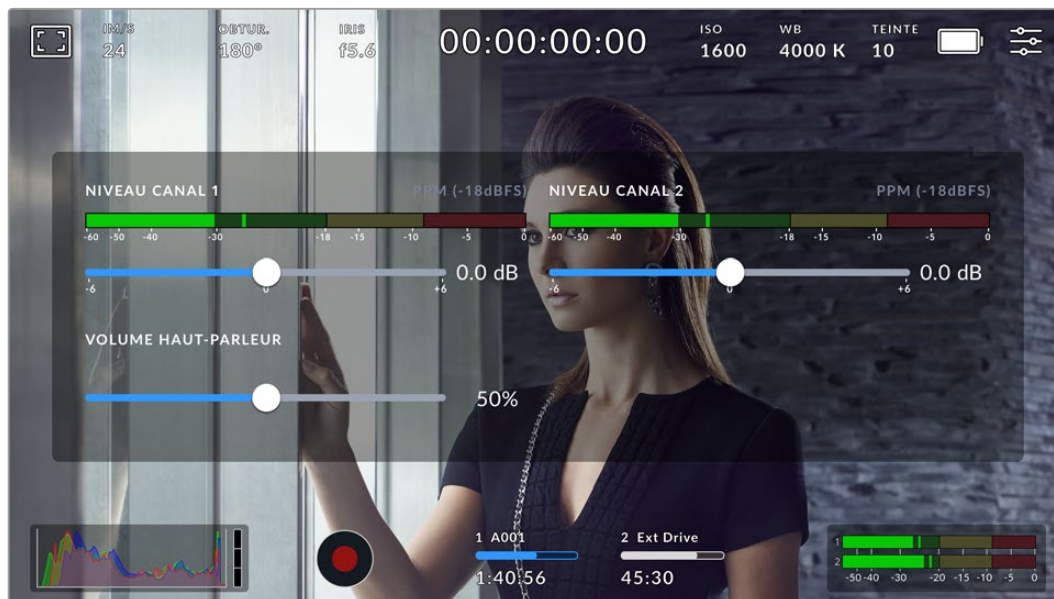 IM/S OBTUR. IRIS 00:00:00:00 ISO WB TEINTE
24 180° f5.6 1600 4000 K 10
NIVEAU CANAL 1 PPM (-18dBFS) NIVEAU CANAL 2 PPM (-18dBFS)
-60 -50 -40 -30 -18 -15 -10 -5 0 -60 -50 -40 -30 -18 -15 -10 -5 0
0.0 dB 0.0 dB
-6 0 +6 -6 0 +6
VOLUME HAUT-PARLEUR
50%
1 A001 2 Ext Drive
1:40:56 45:30
1
2
-50 -40 -30 -20 -15 -10 -5 0